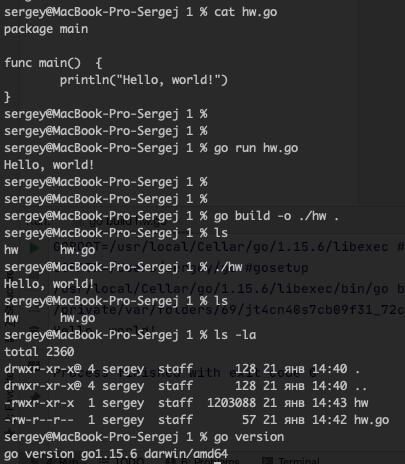 sergey@MacBook-Pro-Sergej 1 % cat hw.go
package main
func main()  {
        println("Hello, world!")
}
sergey@MacBook-Pro-Sergej 1 %
sergey@MacBook-Pro-Sergej 1 %
sergey@MacBook-Pro-Sergej 1 % go run hw.go
Hello, world!
sergey@MacBook-Pro-Sergej 1 %
sergey@MacBook-Pro-Sergej 1 %
sergey@MacBook-Pro-Sergej 1 % go build -o ./hw .
sergey@MacBook-Pro-Sergej 1 % ls
hw      hw.go
sergey@MacBook-Pro-Sergej 1 % ./hw
Hello, world!
sergey@MacBook-Pro-Sergej 1 % ls
hw      hw.go
sergey@MacBook-Pro-Sergej 1 % ls -la
total 2360
drwxr-xr-x@ 4 sergey  staff      128 21 янв 14:40 .
drwxr-xr-x@ 4 sergey  staff      128 21 янв 14:40 ..
-rwxr-xr-x  1 sergey  staff  1203088 21 янв 14:43 hw
-rw-r--r--  1 sergey  staff       57 21 янв 14:42 hw.go
sergey@MacBook-Pro-Sergej 1 % go version
go version go1.15.6 darwin/amd64